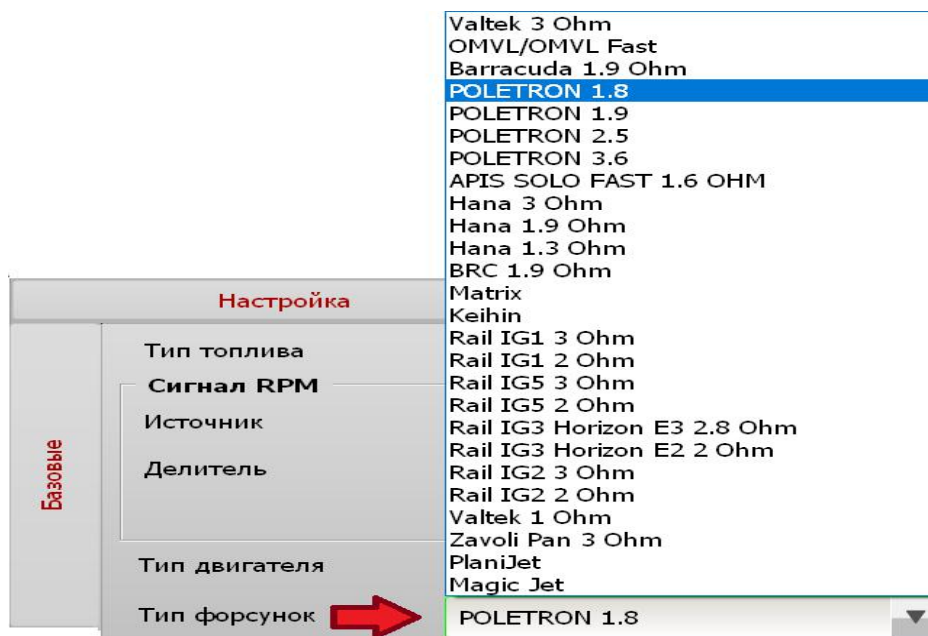 Valtek 3 Ohm
OMVL/OMVL Fast
Barracuda 1.9 Ohm
POLETRON 1.8
POLETRON 1.9
POLETRON 2.5
POLETRON 3.6
APIS SOLO FAST 1.6 OHM
Hana 3 Ohm
Hana 1.9 Ohm
Hana 1.3 Ohm
BRC 1.9 Ohm
Matrix
Keihin
Rail IG1 3 Ohm
Rail IG1 2 Ohm
Rail IG5 3 Ohm
Rail IG5 2 Ohm
Rail IG3 Horizon E3 2.8 Ohm
Rail IG3 Horizon E2 2 Ohm
Rail IG2 3 Ohm
Rail IG2 2 Ohm
Valtek 1 Ohm
Zavoli Pan 3 Ohm
PlaniJet
Magic Jet
Настройка
Базовые
Тип топлива
Сигнал RPM
Источник
Делитель
Тип двигателя
Тип форсунок
POLETRON 1.8